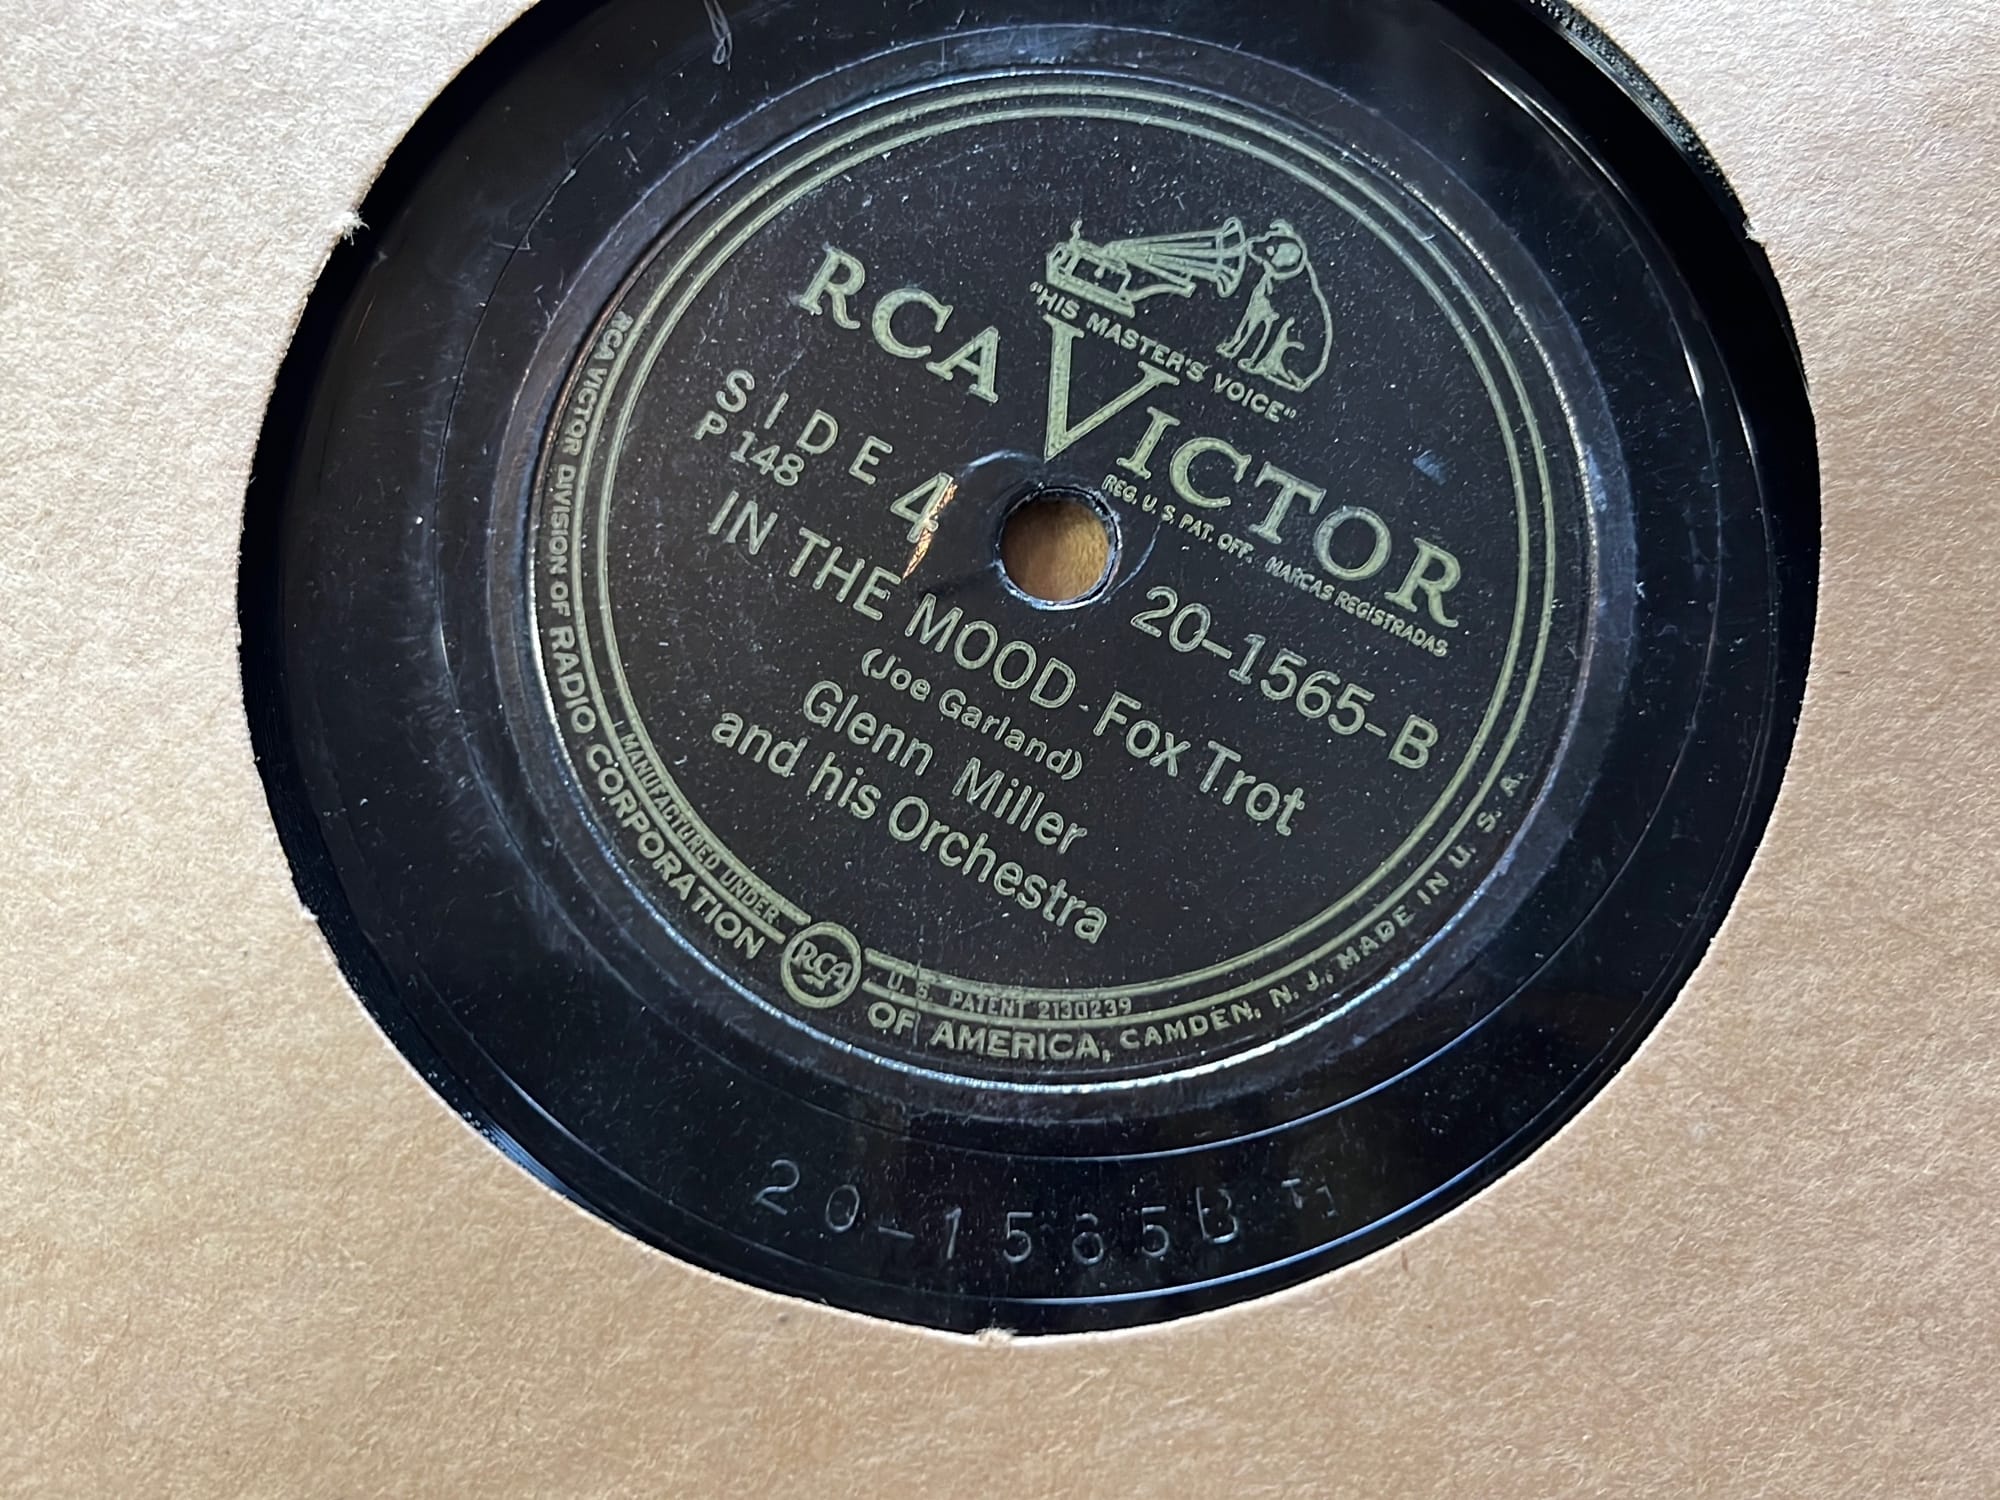 "HIS MASTER'S VOICE"
RCA VICTOR
REG. U. S. PAT. OFF. MARCAS REGISTRADAS
SIDE 4
P 148
20-1565-B
IN THE MOOD - Fox Trot
(Joe Garland)
Glenn Miller
and his Orchestra
MANUFACTURED UNDER
RCA
U. S. PATENT 2130239
RCA VICTOR DIVISION OF RADIO CORPORATION OF AMERICA, CAMDEN, N. J., MADE IN U. S. A.
20-1565B